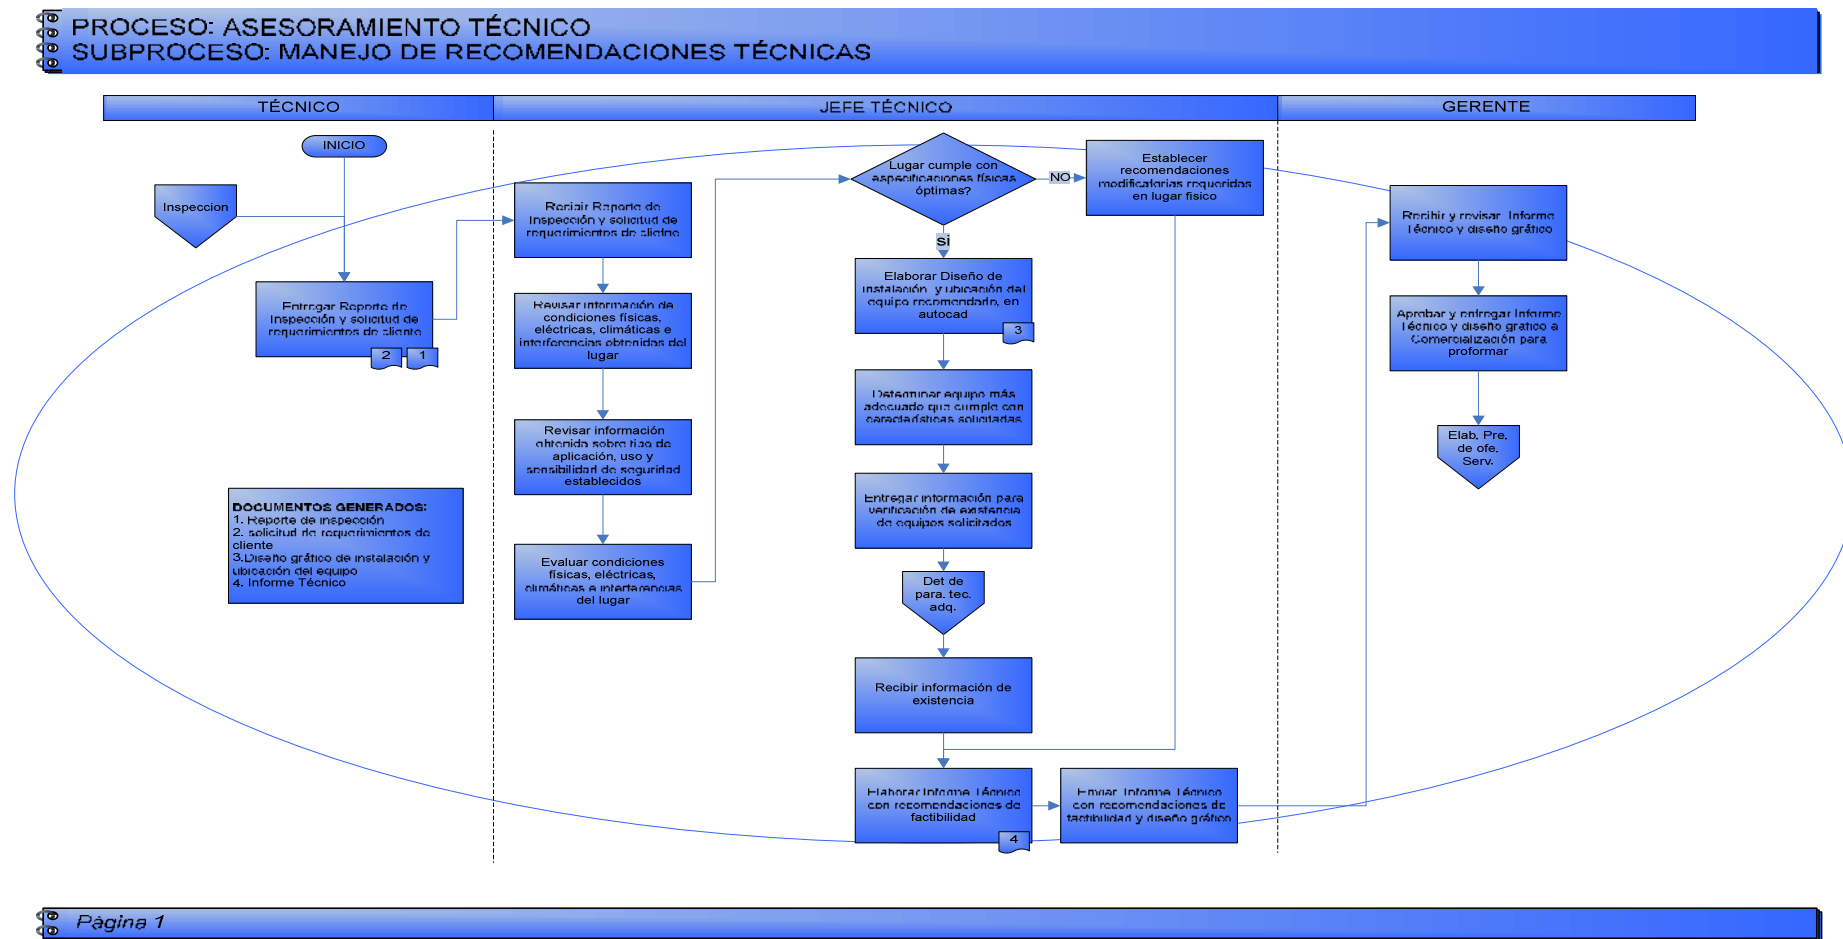 PROCESO: ASESORAMIENTO TÉCNICO
SUBPROCESO: MANEJO DE RECOMENDACIONES TÉCNICAS
TÉCNICO
JEFE TÉCNICO
GERENTE
INICIO
Inspeccion
Entregar Reporte de
Inspección y solicitud de
requerimientos de cliente
2
1
DOCUMENTOS GENERADOS:
1. Reporte de inspección
2. solicitud de requerimientos de
cliente
3.Diseño gráfico de instalación y
ubicación del equipo
4. Informe Técnico
Recibir Reporte de
Inspección y solicitud de
requerimientos de cliente
Revisar información de
condiciones físicas,
eléctricas, climáticas e
interferencias obtenidas del
lugar
Revisar información
obtenida sobre tipo de
aplicación, uso y
sensibilidad de seguridad
establecidos
Evaluar condiciones
físicas, eléctricas,
climáticas e interferencias
del lugar
Lugar cumple con
especificaciones físicas
óptimas?
NO
Establecer
recomendaciones
modificatorias requeridas
en lugar fisico
SI
Elaborar Diseño de
instalación y ubicación del
equipo recomendado, en
autocad
3
Determinar equipo más
adecuado que cumpla con
características solicitadas
Entregar información para
verificación de existencia
de equipos solicitados
Det de
para. tec.
adq.
Recibir información de
existencia
Elaborar Informe Técnico
con recomendaciones de
factibilidad
4
Enviar Informe Técnico
con recomendaciones de
factibilidad y diseño gráfico
Recibir y revisar Informe
Técnico y diseño gráfico
Aprobar y entregar Informe
Técnico y diseño gráfico a
Comercialización para
proformar
Elab. Pre.
de ofe.
Serv.
Página 1